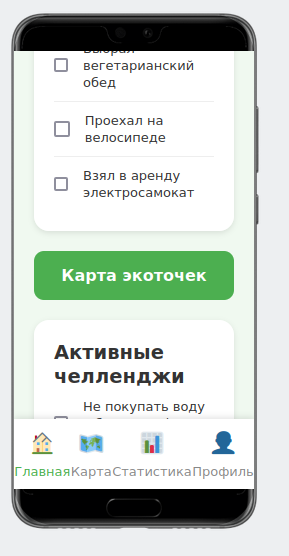 Выбрал
вегетарианский
обед
Проехал на
велосипеде
Взял в аренду
электросамокат
Карта экоточек
Активные
челленджи
Не покупать воду
Главная Карта Статистика Профиль